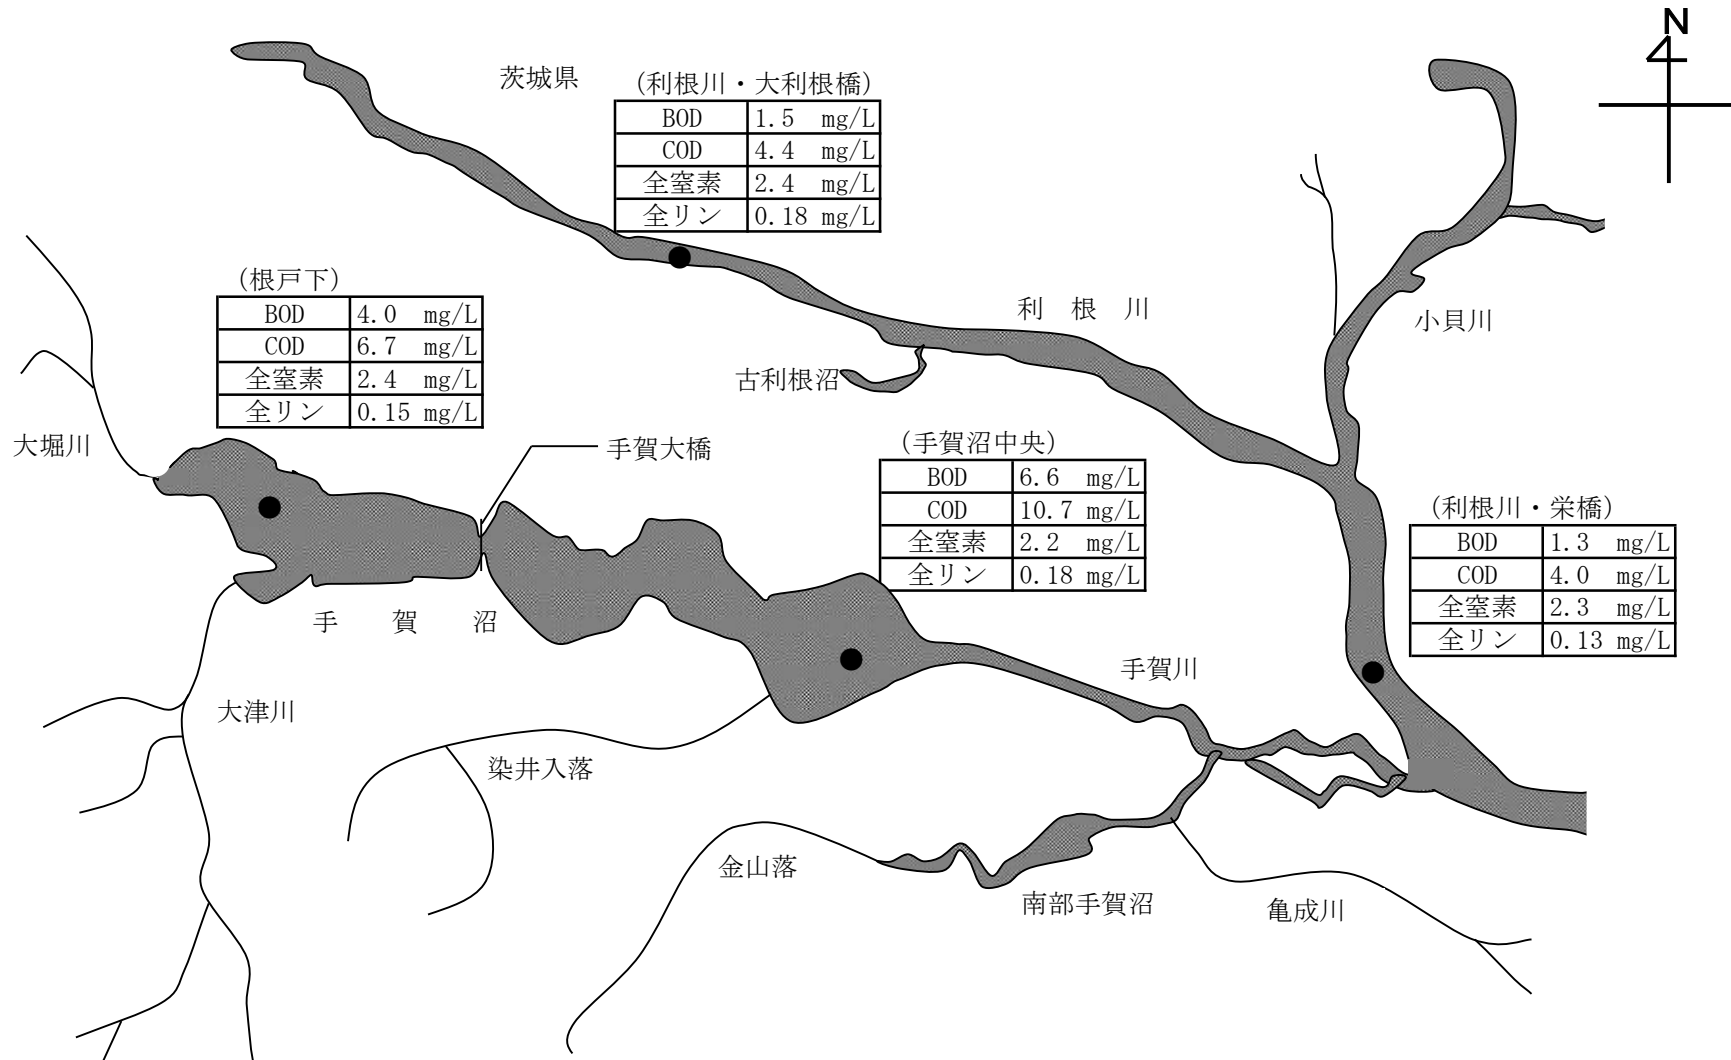 N
茨城県
(利根川・大利根橋)
BOD 1.5 mg/L
COD 4.4 mg/L
全窒素 2.4 mg/L
全リン 0.18 mg/L
(根戸下)
BOD 4.0 mg/L
COD 6.7 mg/L
全窒素 2.4 mg/L
全リン 0.15 mg/L
利根川
小貝川
古利根沼
大堀川
手賀大橋
(手賀沼中央)
BOD 6.6 mg/L
COD 10.7 mg/L
全窒素 2.2 mg/L
全リン 0.18 mg/L
(利根川・栄橋)
BOD 1.3 mg/L
COD 4.0 mg/L
全窒素 2.3 mg/L
全リン 0.13 mg/L
手賀沼
手賀川
大津川
染井入落
金山落
南部手賀沼
亀成川